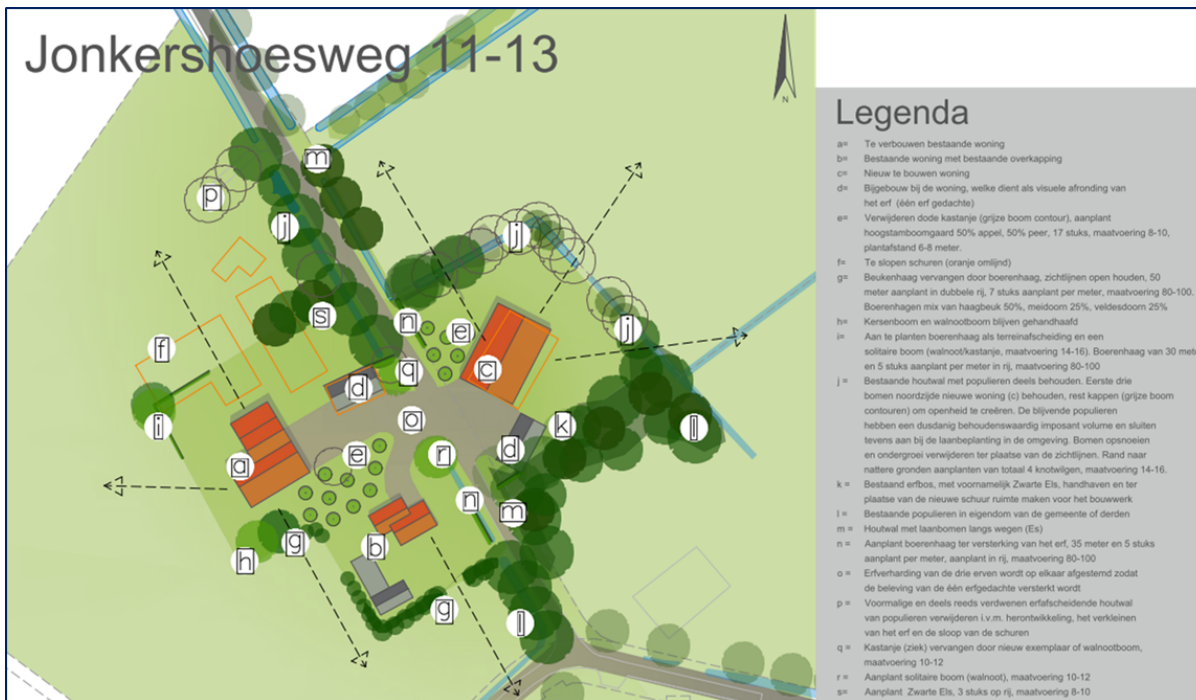 Jonkershoesweg 11-13
N
m
p
j
j
s
n
e
j
f
q
c
d
o
i
k
l
a
e
r
d
n
m
g
b
h
g
l
Legenda
a= Te verbouwen bestaande woning
b= Bestaande woning met bestaande overkapping
c= Nieuw te bouwen woning
d= Bijgebouw bij de woning, welke dient als visuele afronding van
het erf (één erf gedachte)
e= Verwijderen dode kastanje (grijze boom contour), aanplant
hoogstamboomgaard 50% appel, 50% peer, 17 stuks, maatvoering 8-10,
plantafstand 6-8 meter.
f= Te slopen schuren (oranje omlijnd)
g= Beukenhaag vervangen door boerenhaag, zichtlijnen open houden, 50
meter aanplant in dubbele rij, 7 stuks aanplant per meter, maatvoering 80-100.
Boerenhagen mix van haagbeuk 50%, meidoorn 25%, veldesdoorn 25%
h= Kersenboom en walnootboom blijven gehandhaafd
i= Aan te planten boerenhaag als terreinafscheiding en een
solitaire boom (walnoot/kastanje, maatvoering 14-16). Boerenhaag van 30 mete
en 5 stuks aanplant per meter in rij, maatvoering 80-100
j = Bestaande houtwal met populieren deels behouden. Eerste drie
bomen noordzijde nieuwe woning (c) behouden, rest kappen (grijze boom
contouren) om openheid te creëren. De blijvende populieren
hebben een dusdanig behoudenswaardig imposant volume en sluiten
tevens aan bij de laanbeplanting in de omgeving. Bomen opsnoeien
en ondergroei verwijderen ter plaatse van de zichtlijnen. Rand naar
nattere gronden aanplanten van totaal 4 knotwilgen, maatvoering 14-16.
k = Bestaand erfbos, met voornamelijk Zwarte Els, handhaven en ter
plaatse van de nieuwe schuur ruimte maken voor het bouwwerk
l = Bestaande populieren in eigendom van de gemeente of derden
m = Houtwal met laanbomen langs wegen (Es)
n = Aanplant boerenhaag ter versterking van het erf, 35 meter en 5 stuks
aanplant per meter, aanplant in rij, maatvoering 80-100
o = Erfverharding van de drie erven wordt op elkaar afgestemd zodat
de beleving van de één erfgedachte versterkt wordt
p = Voormalige en deels reeds verdwenen erfafscheidende houtwal
van populieren verwijderen i.v.m. herontwikkeling, het verkleinen
van het erf en de sloop van de schuren
q = Kastanje (ziek) vervangen door nieuw exemplaar of walnootboom,
maatvoering 10-12
r = Aanplant solitaire boom (walnoot), maatvoering 10-12
s= Aanplant Zwarte Els, 3 stuks op rij, maatvoering 8-10